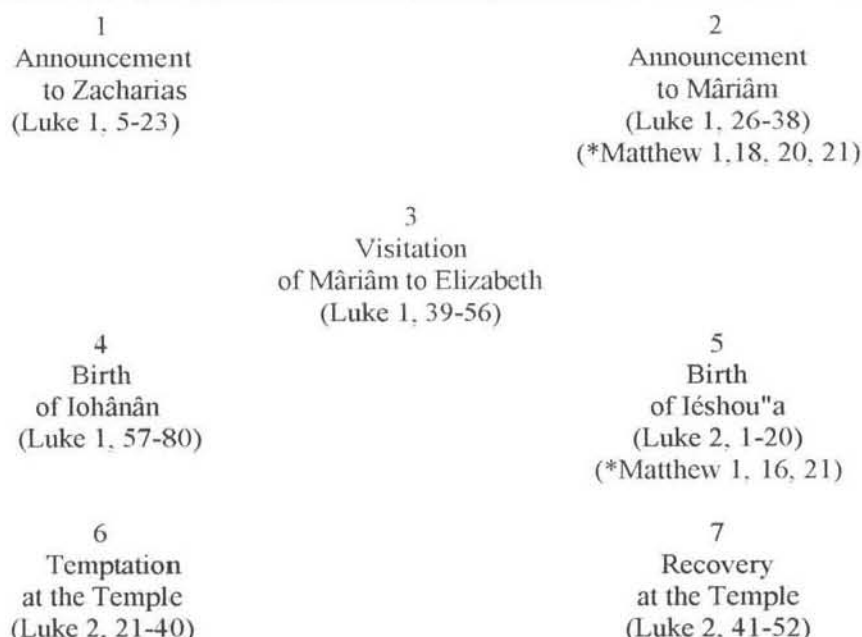 1
Announcement
to Zacharias
(Luke 1, 5-23)
2
Announcement
to Mâriâm
(Luke 1, 26-38)
(*Matthew 1,18, 20, 21)
3
Visitation
of Mâriâm to Elizabeth
(Luke 1, 39-56)
4
Birth
of Iohânân
(Luke 1, 57-80)
5
Birth
of Iéshou"a
(Luke 2, 1-20)
(*Matthew 1, 16, 21)
6
Temptation
at the Temple
(Luke 2, 21-40)
7
Recovery
at the Temple
(Luke 2, 41-52)